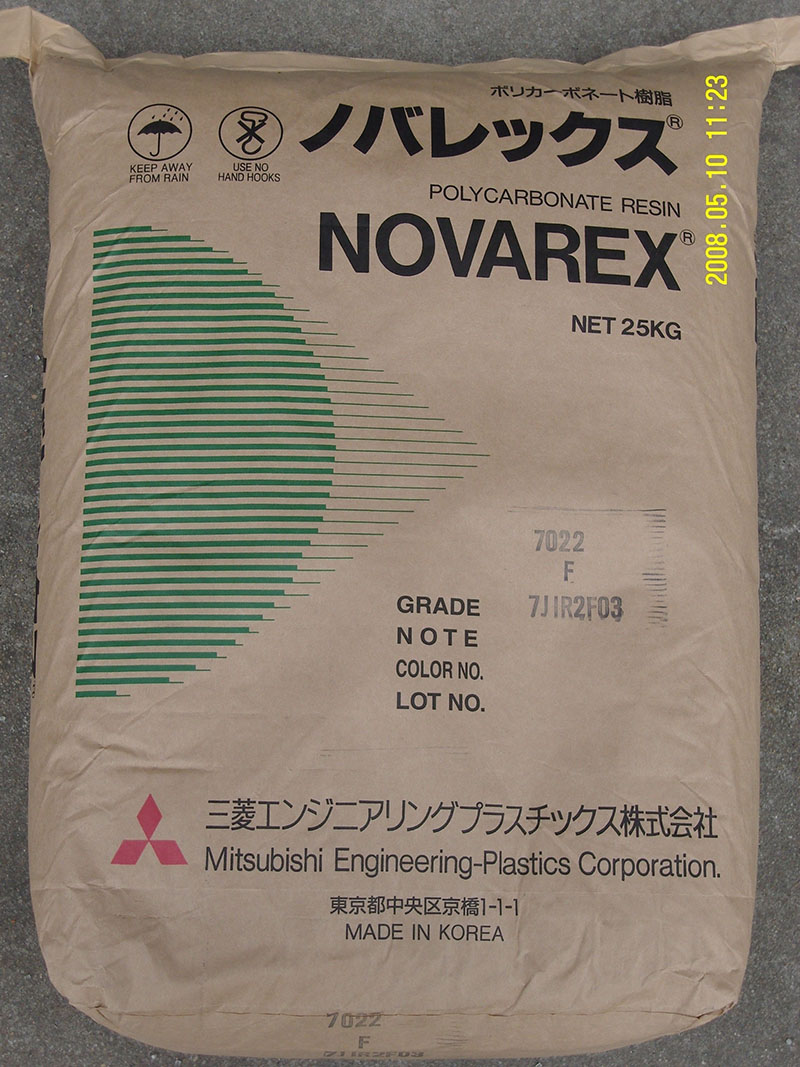 2008.05.10 11:23
ポリカーボネート樹脂
ノバレックス®
KEEP AWAY
FROM RAIN
USE NO
HAND HOOKS
POLYCARBONATE RESIN
NOVAREX®
NET 25KG
7022
F
GRADE 7J1R2F03
NOTE
COLOR NO.
LOT NO.
三菱エンジニアリングプラスチックス株式会社
Mitsubishi Engineering-Plastics Corporation.
東京都中央区京橋1-1-1
MADE IN KOREA
7022
F
7J1R2F03